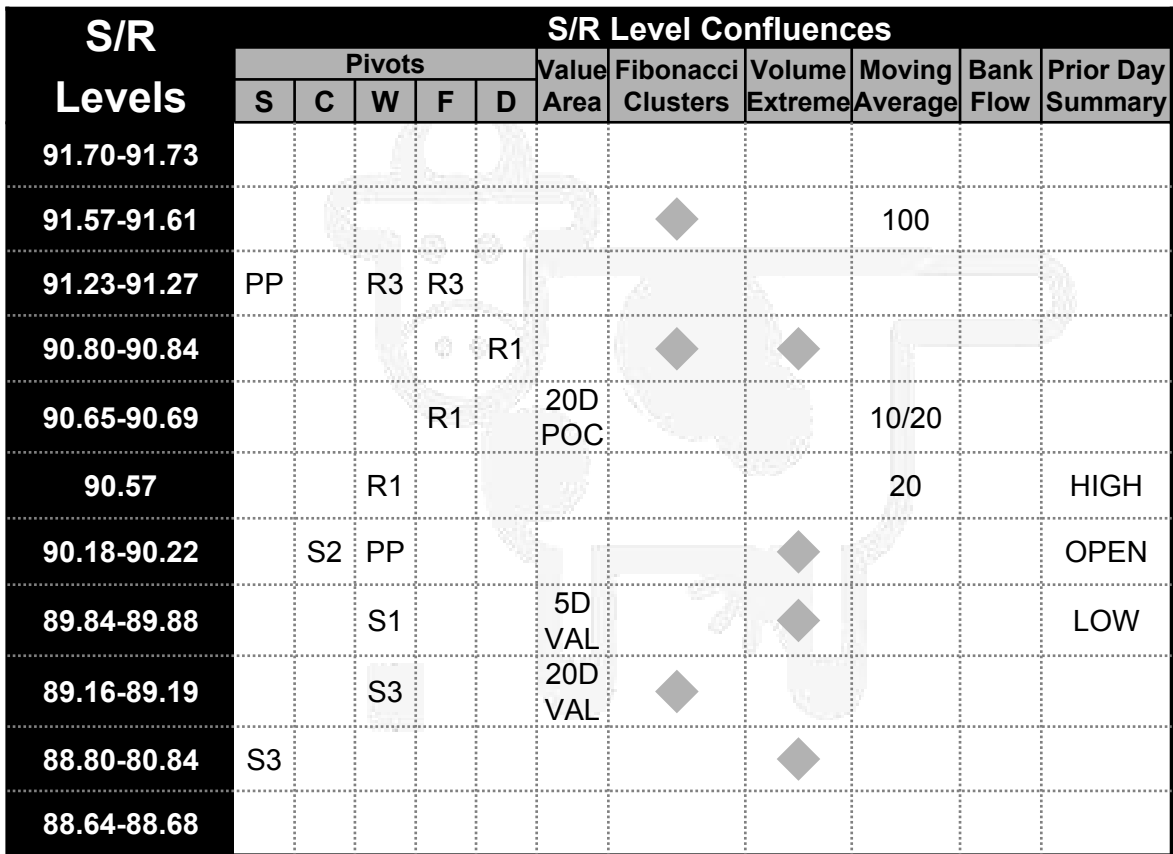 S/R Levels
S/R Level Confluences
Pivots
Value Area
Fibonacci Clusters
Volume Extreme
Moving Average
Bank Flow
Prior Day Summary
S C W F D
91.70-91.73
91.57-91.61 100
91.23-91.27 PP R3 R3
90.80-90.84 R1
90.65-90.69 R1 20D POC 10/20
90.57 R1 20 HIGH
90.18-90.22 S2 PP OPEN
89.84-89.88 S1 5D VAL LOW
89.16-89.19 S3 20D VAL
88.80-80.84 S3
88.64-88.68